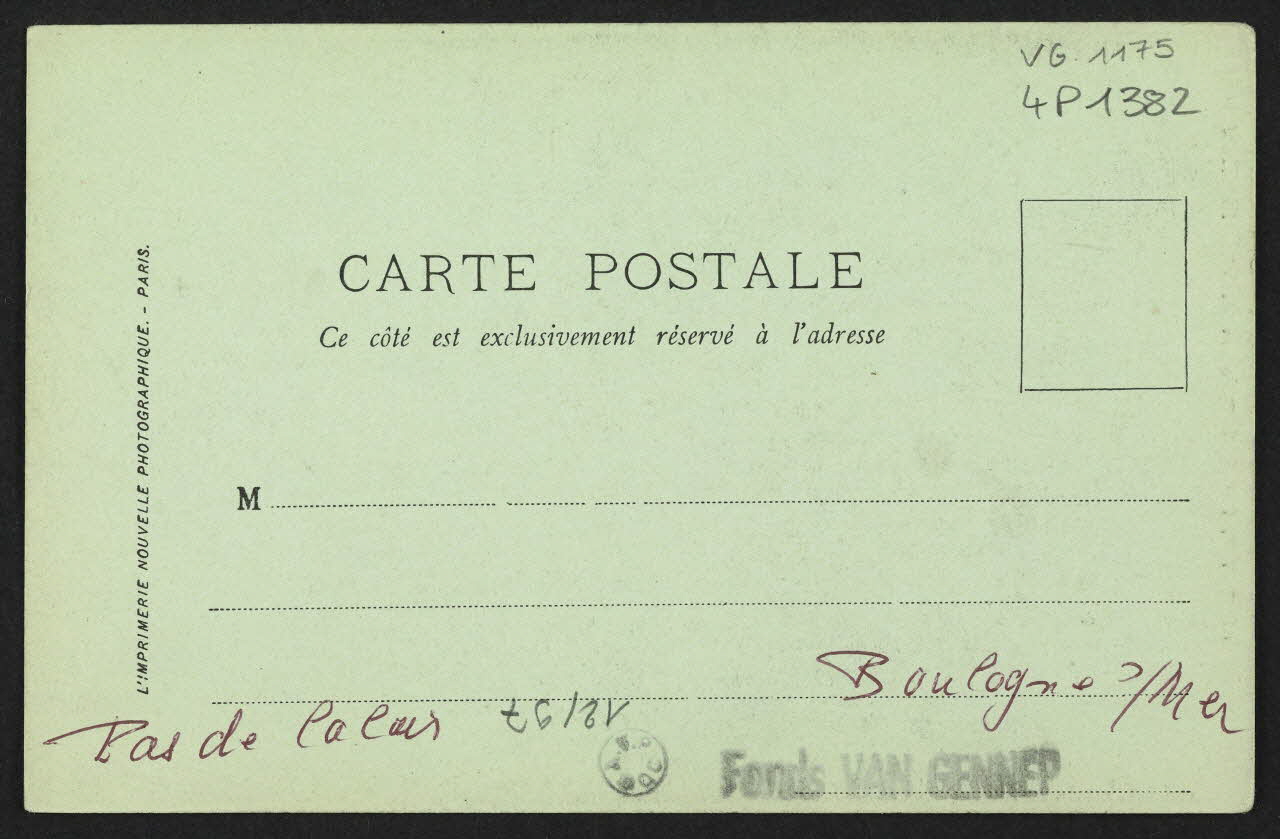 VG. 1175
4P1382
CARTE POSTALE
Ce côté est exclusivement réservé à l'adresse
L'IMPRIMERIE NOUVELLE PHOTOGRAPHIQUE. - PARIS.
M
Boulogne s/Mer
Pas de Calais
Fonds VAN GENNEP